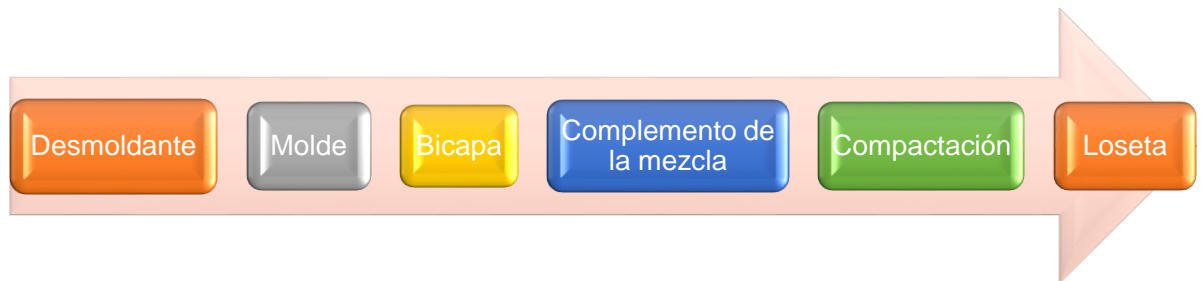 Desmoldante
Molde
Bicapa
Complemento de
la mezcla
Compactación
Loseta